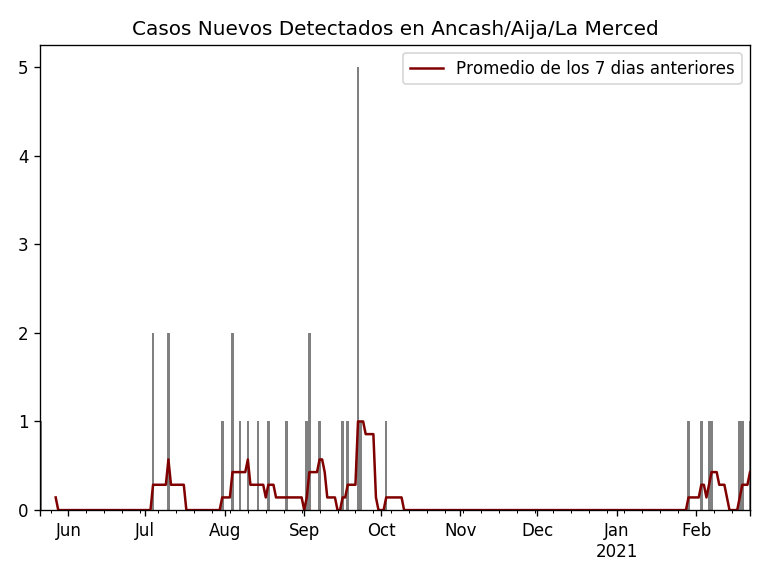 Casos Nuevos Detectados en Ancash/Aija/La Merced
Promedio de los 7 dias anteriores
5
4
3
2
1
0
Jun Jul Aug Sep Oct Nov Dec Jan Feb
2021